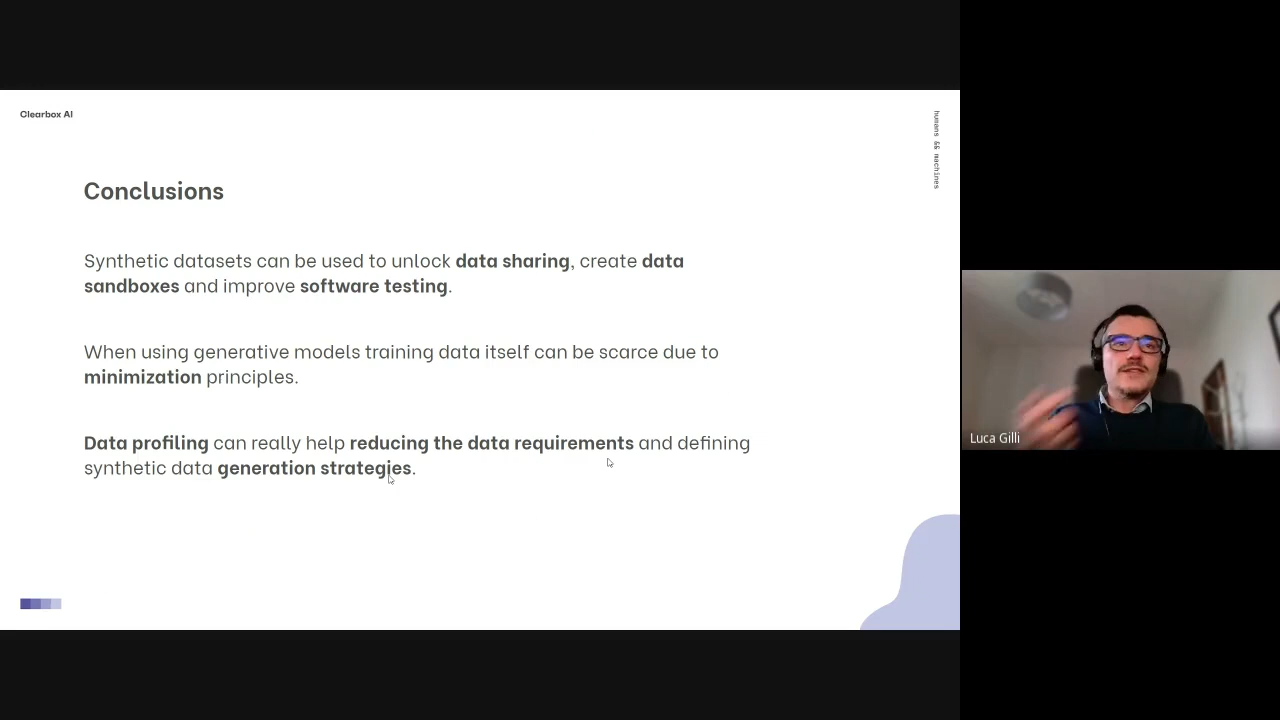 Clearbox AI
humans && machines
Conclusions
Synthetic datasets can be used to unlock data sharing, create data
sandboxes and improve software testing.
When using generative models training data itself can be scarce due to
minimization principles.
Data profiling can really help reducing the data requirements and defining
synthetic data generation strategies.
Luca Gilli